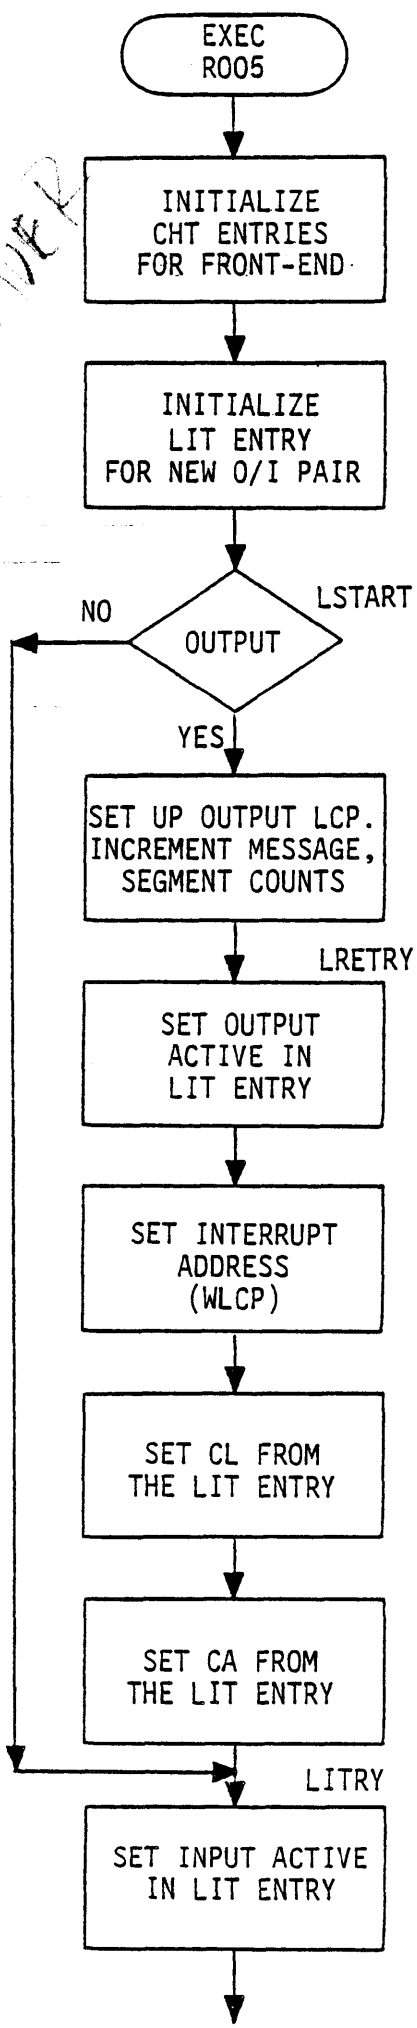 EXEC
R005
INITIALIZE
CHT ENTRIES
FOR FRONT-END
INITIALIZE
LIT ENTRY
FOR NEW O/I PAIR
LSTART
NO
OUTPUT
YES
SET UP OUTPUT LCP.
INCREMENT MESSAGE,
SEGMENT COUNTS
LRETRY
SET OUTPUT
ACTIVE IN
LIT ENTRY
SET INTERRUPT
ADDRESS
(WLCP)
SET CL FROM
THE LIT ENTRY
SET CA FROM
THE LIT ENTRY
LITRY
SET INPUT ACTIVE
IN LIT ENTRY